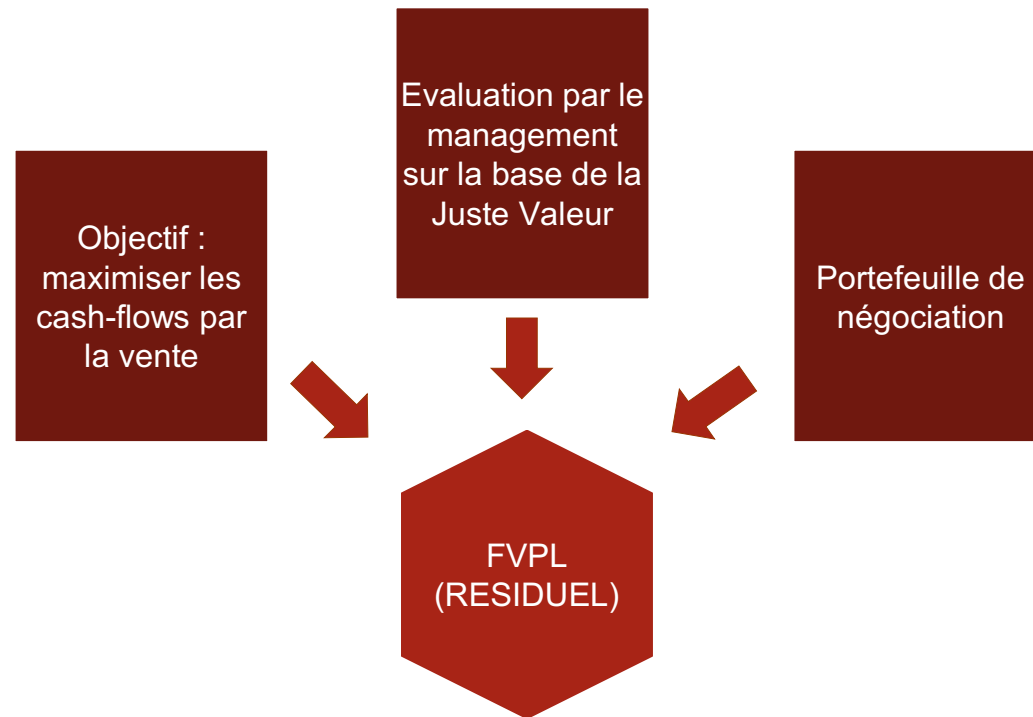 Objectif :
maximiser les
cash-flows par
la vente
Evaluation par le
management
sur la base de la
Juste Valeur
Portefeuille de
négociation
FVPL
(RESIDUEL)